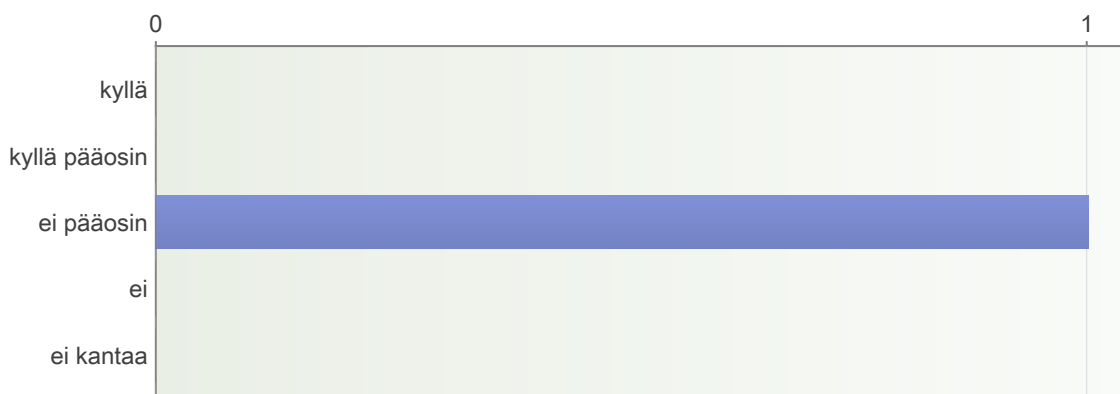 0 1
kyllä
kyllä pääosin
ei pääosin
ei
ei kantaa